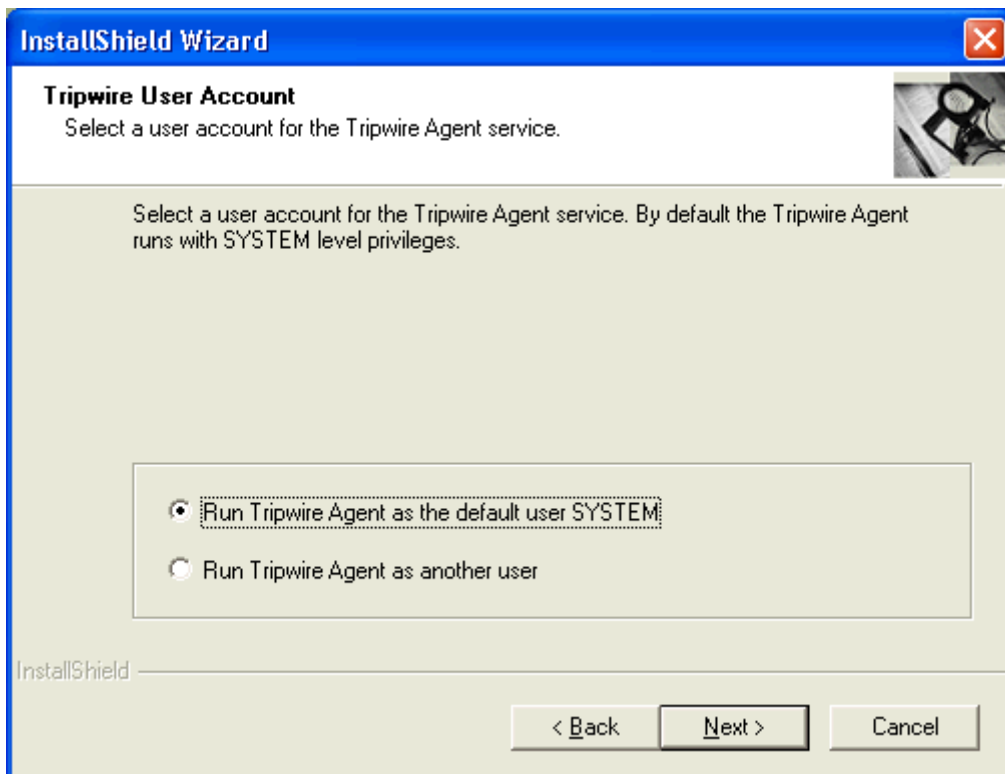 InstallShield Wizard
Tripwire User Account
Select a user account for the Tripwire Agent service.
Select a user account for the Tripwire Agent service. By default the Tripwire Agent
runs with SYSTEM level privileges.
Run Tripwire Agent as the default user SYSTEM
Run Tripwire Agent as another user
InstallShield
< Back Next > Cancel